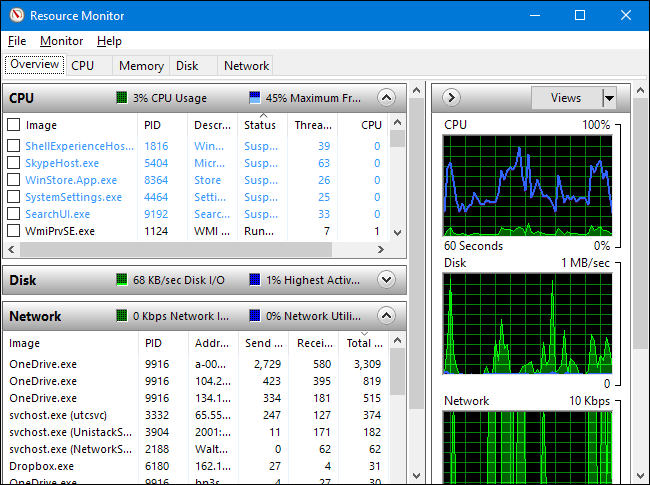 Resource Monitor
File Monitor Help
Overview CPU Memory Disk Network
CPU 3% CPU Usage 45% Maximum Fr...
Image PID Descr... Status Threa... CPU
ShellExperienceHos... 1816 Win... Susp... 39 0
SkypeHost.exe 5404 Micr... Susp... 63 0
WinStore.App.exe 8364 Store Susp... 26 0
SystemSettings.exe 4464 Setti... Susp... 25 0
SearchUI.exe 9192 Searc... Susp... 33 0
WmiPrvSE.exe 1124 WMI ... Run... 7 1
Disk 68 KB/sec Disk I/O 1% Highest Activ...
Network 0 Kbps Network I... 0% Network Utili...
Image PID Addr... Send ... Recei... Total ...
OneDrive.exe 9916 a-00... 2,729 580 3,309
OneDrive.exe 9916 104.2... 423 395 819
OneDrive.exe 9916 134.1... 334 181 515
svchost.exe (utcsvc) 3332 65.55... 247 127 374
svchost.exe (UnistackS... 3904 2001:... 11 171 182
svchost.exe (NetworkS... 2188 Walt... 0 62 62
Dropbox.exe 6180 162.1... 27 4 31
OneDrive.exe 9916 bn3s... 4 27 30
Views
CPU 100%
60 Seconds 0%
Disk 1 MB/sec
0
Network 10 Kbps